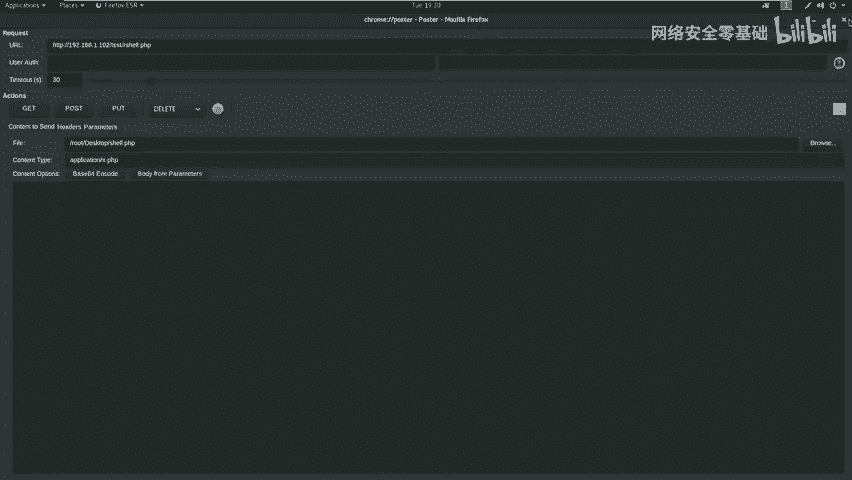 Applications Places Firefox ESR Tue 19:10 1
chrome://poster - Poster - Mozilla Firefox
网络安全零基础 bilibili
Request
URL: http://192.168.1.102/test/shell.php
User Auth:
Timeout (s): 30
Actions
GET POST PUT DELETE
Content to Send Headers Parameters
File: /root/Desktop/shell.php Browse...
Content Type: application/x-php
Content Options: Base64 Encode Body from Parameters